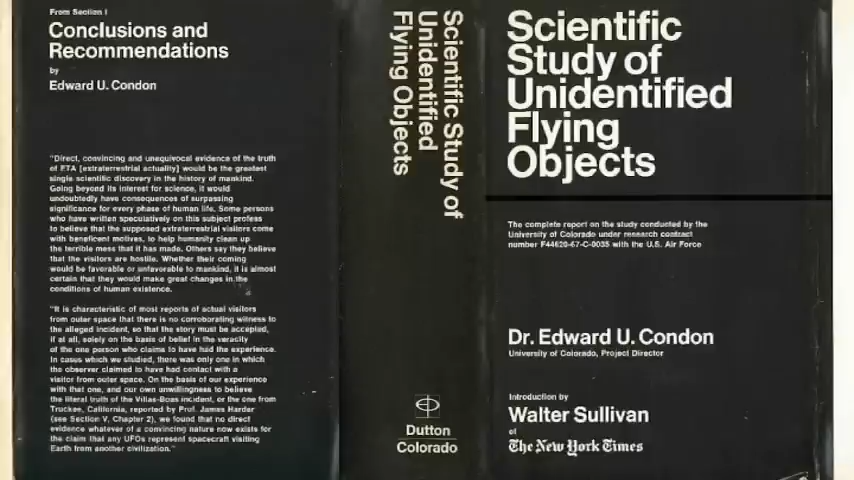 From Section I
Conclusions and
Recommendations
by
Edward U. Condon
"Direct, convincing and unequivocal evidence of the truth
of ETA [extraterrestrial actuality] would be the greatest
single scientific discovery in the history of mankind.
Going beyond its interest for science, it would
undoubtedly have consequences of surpassing
significance for every phase of human life. Some persons
who have written speculatively on this subject profess
to believe that the supposed extraterrestrial visitors come
with beneficent motives, to help humanity clean up
the terrible mess that it has made. Others say they believe
that the visitors are hostile. Whether their coming
would be favorable or unfavorable to mankind, it is almost
certain that they would make great changes in the
conditions of human existence.
"It is characteristic of most reports of actual visitors
from outer space that there is no corroborating witness to
the alleged incident, so that the story must be accepted,
if at all, solely on the basis of belief in the veracity
of the one person who claims to have had the experience.
In cases which we studied, there was only one in which
the observer claimed to have had contact with a
visitor from outer space. On the basis of our experience
with that one, and our own unwillingness to believe
the literal truth of the Villas-Boas incident, or the one from
Truckee, California, reported by Prof. James Harder
(see Section V, Chapter 2), we found that no direct
evidence whatever of a convincing nature now exists for
the claim that any UFOs represent spacecraft visiting
Earth from another civilization."
Scientific Study of
Unidentified
Flying Objects
Dutton
Colorado
Scientific
Study of
Unidentified
Flying
Objects
The complete report on the study conducted by the
University of Colorado under research contract
number F44620-67-C-0035 with the U.S. Air Force
Dr. Edward U. Condon
University of Colorado, Project Director
Introduction by
Walter Sullivan
of
The New York Times